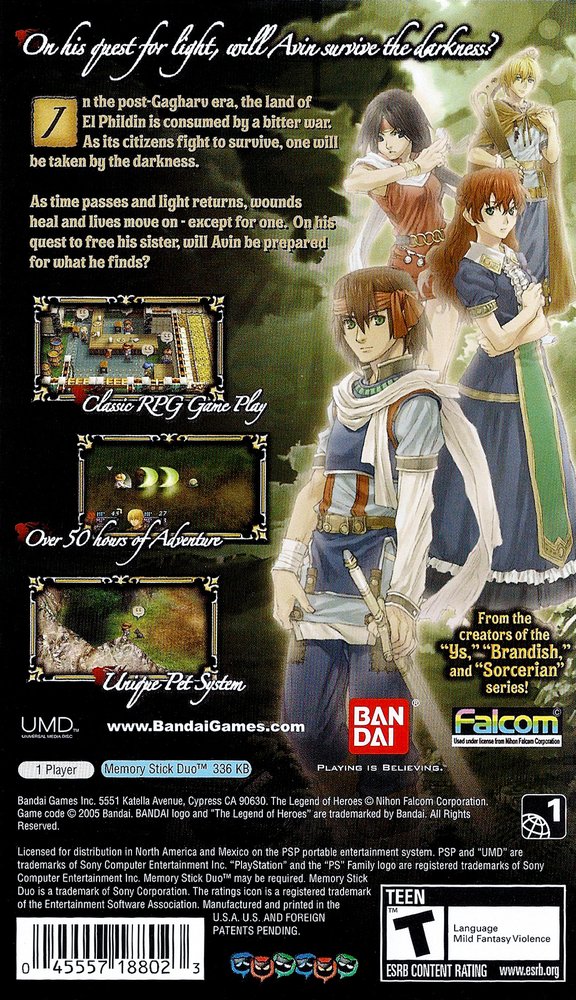 On his quest for light, will Avin survive the darkness?
In the post-Gagharv era, the land of
El Phildin is consumed by a bitter war.
As its citizens fight to survive, one will
be taken by the darkness.
As time passes and light returns, wounds
heal and lives move on - except for one. On his
quest to free his sister, will Avin be prepared
for what he finds?
Classic RPG Game Play
Over 50 hours of Adventure
Unique Pet System
From the
creators of the
“Ys,” “Brandish,”
and “Sorcerian”
series!
UMD™
UNIVERSAL MEDIA DISC
www.BandaiGames.com
BAN
DAI
®
PLAYING IS BELIEVING.™
Falcom
©
Used under license from Nihon Falcom Corporation
1 Player
Memory Stick Duo™ 336 KB
Bandai Games Inc. 5551 Katella Avenue, Cypress CA 90630. The Legend of Heroes © Nihon Falcom Corporation.
Game code © 2005 Bandai. BANDAI logo and "The Legend of Heroes" are trademarked by Bandai. All Rights
Reserved.
1
Licensed for distribution in North America and Mexico on the PSP portable entertainment system. PSP and "UMD" are
trademarks of Sony Computer Entertainment Inc. "PlayStation" and the "PS" Family logo are registered trademarks of Sony
Computer Entertainment Inc. Memory Stick Duo™ may be required. Memory Stick
Duo is a trademark of Sony Corporation. The ratings icon is a registered trademark
of the Entertainment Software Association. Manufactured and printed in the
U.S.A. U.S. AND FOREIGN
PATENTS PENDING.
0 45557 18802 3
TEEN
T
™
Language
Mild Fantasy Violence
ESRB CONTENT RATING www.esrb.org